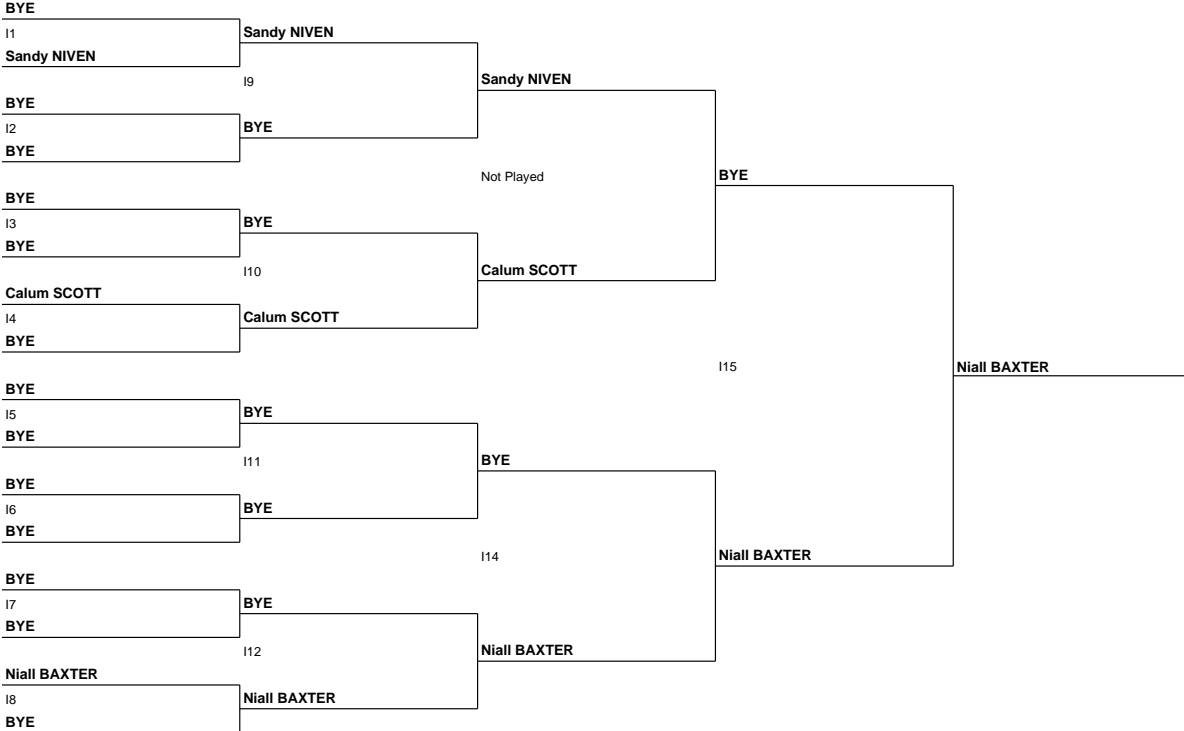 BYE
I1
Sandy NIVEN
Sandy NIVEN
I9
Sandy NIVEN
BYE
I2
BYE
BYE
Not Played
BYE
BYE
I3
BYE
BYE
I10
Calum SCOTT
Calum SCOTT
I4
Calum SCOTT
BYE
I15
Niall BAXTER
BYE
I5
BYE
BYE
I11
BYE
BYE
I6
BYE
BYE
I14
Niall BAXTER
BYE
I7
BYE
BYE
I12
Niall BAXTER
Niall BAXTER
I8
Niall BAXTER
BYE